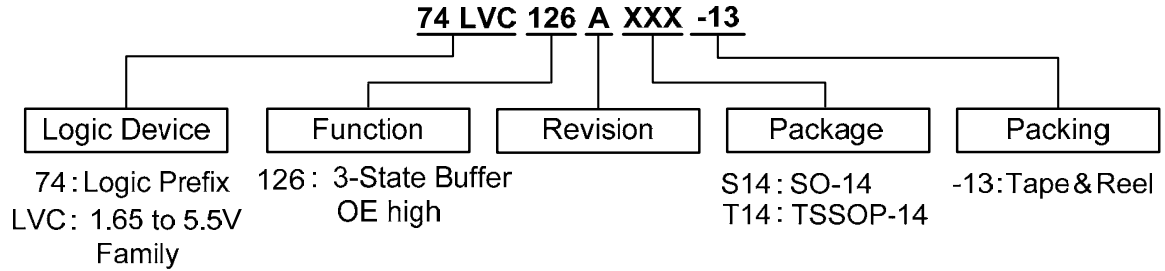 74 LVC 126 A XXX -13
Logic Device
Function
Revision
Package
Packing
74 : Logic Prefix
LVC : 1.65 to 5.5V
Family
126 : 3-State Buffer
OE high
S14 : SO-14
T14 : TSSOP-14
-13 : Tape & Reel